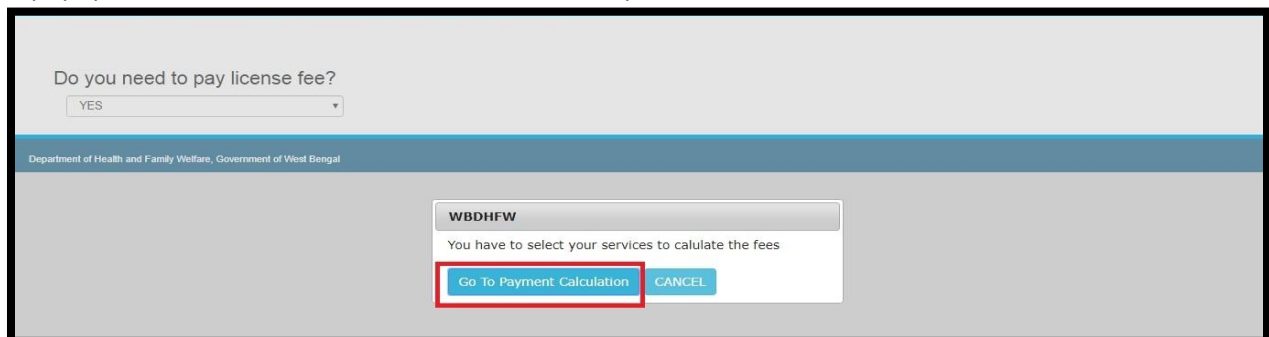 Do you need to pay license fee?
YES
Department of Health and Family Welfare, Government of West Bengal
WBDHFW
You have to select your services to calulate the fees
Go To Payment Calculation CANCEL